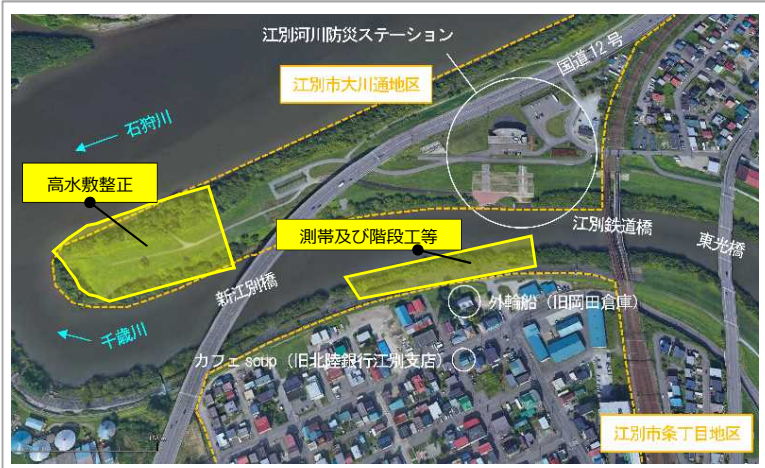 江別河川防災ステーション
国道12号
江別市大川通地区
石狩川
高水敷整正
測帯及び階段工等
江別鉄道橋
東光橋
新江別橋
外輪船（旧岡田倉庫）
千歳川
カフェ soup（旧北陸銀行江別支店）
江別市条丁目地区